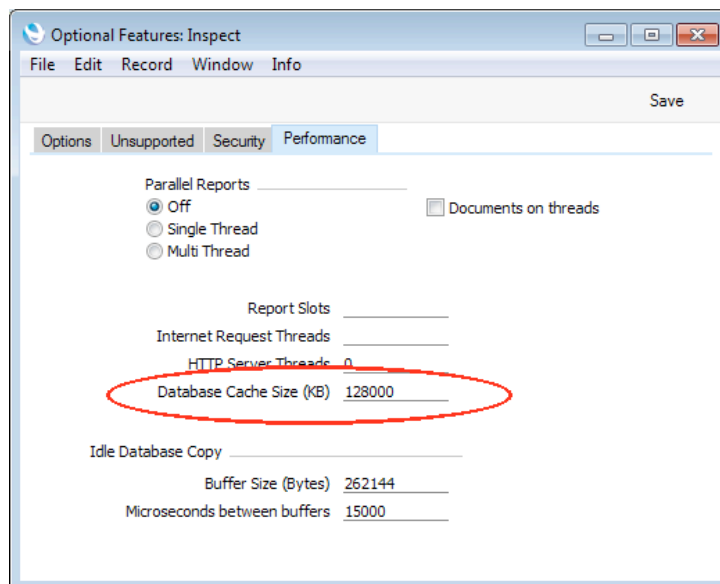 Optional Features: Inspect
File Edit Record Window Info
Save
Options Unsupported Security Performance
Parallel Reports
Off Documents on threads
Single Thread
Multi Thread
Report Slots
Internet Request Threads
HTTP Server Threads 0
Database Cache Size (KB) 128000
Idle Database Copy
Buffer Size (Bytes) 262144
Microseconds between buffers 15000